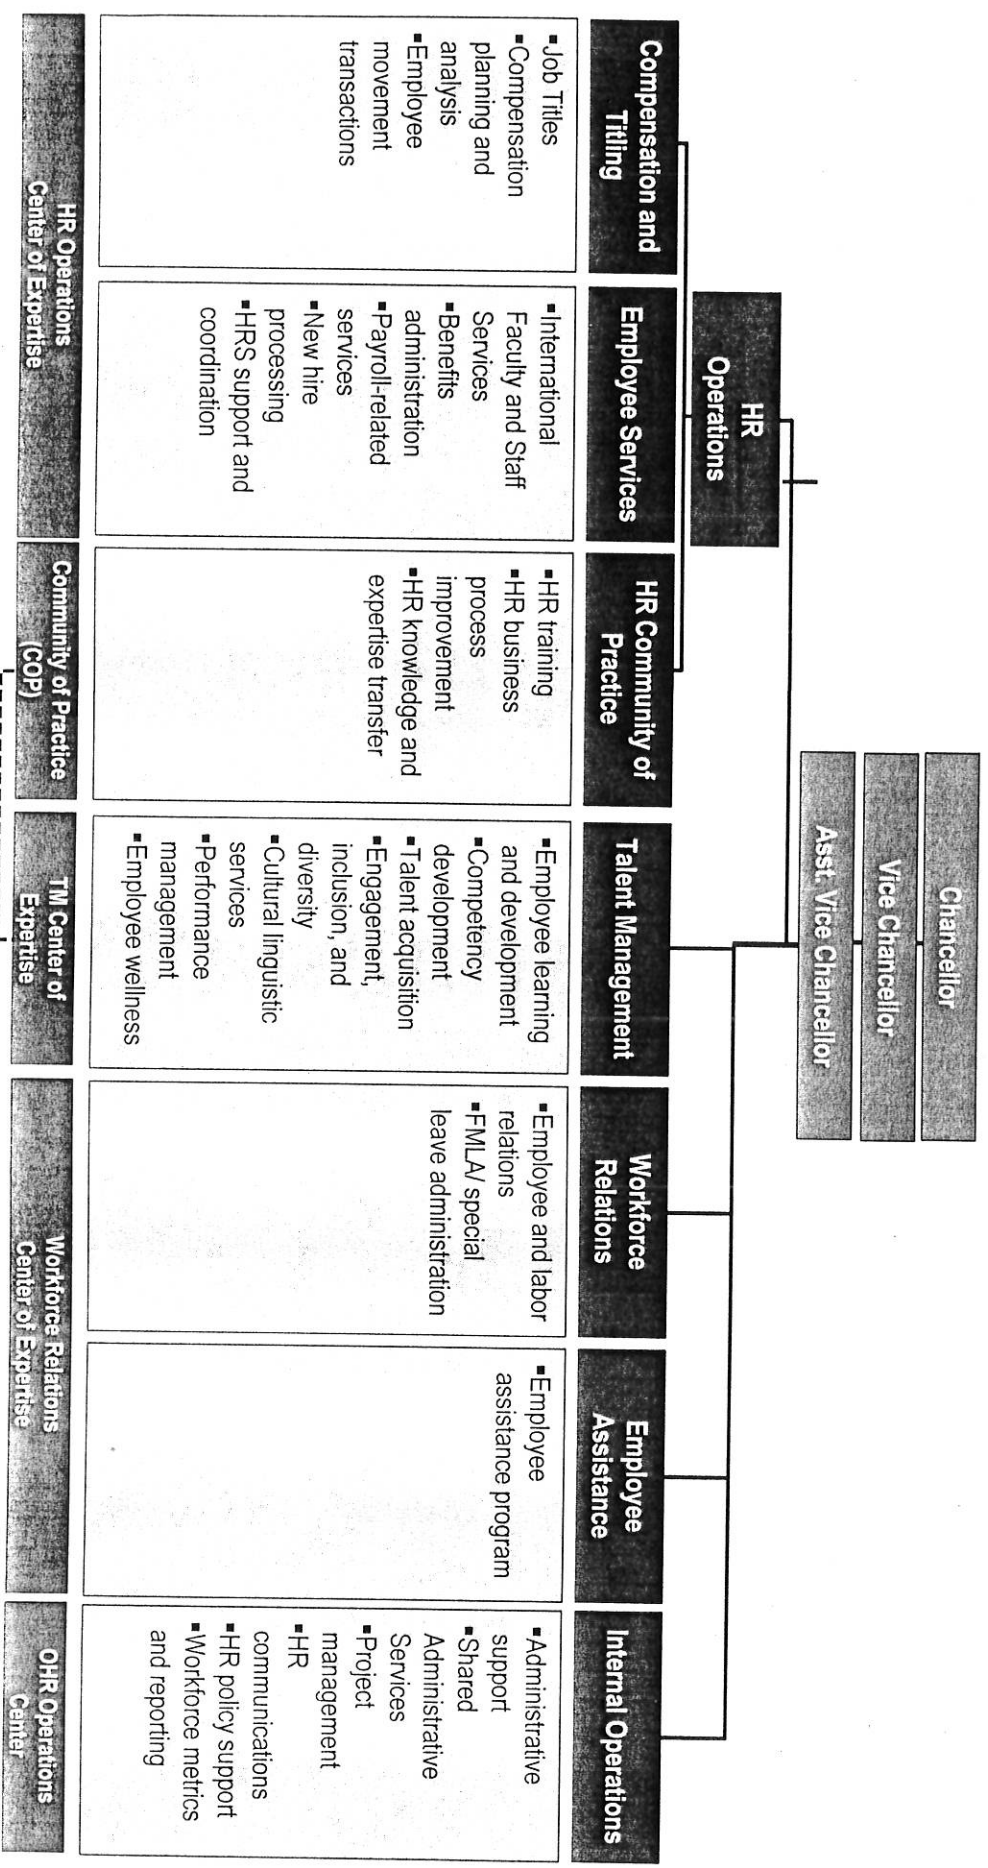 Chancellor
Vice Chancellor
Asst. Vice Chancellor
HR
Operations
Compensation and
Titling
Employee Services
HR Community of
Practice
Talent Management
Workforce
Relations
Employee
Assistance
Internal Operations
▪Job Titles
▪Compensation
planning and
analysis
▪Employee
movement
transactions
▪International
Faculty and Staff
Services
▪Benefits
administration
▪Payroll-related
services
▪New hire
processing
▪HRS support and
coordination
▪HR training
▪HR business
process
improvement
▪HR knowledge and
expertise transfer
▪Employee learning
and development
▪Competency
development
▪Talent acquisition
▪Engagement,
inclusion, and
diversity
▪Cultural linguistic
services
▪Performance
management
▪Employee wellness
▪Employee and labor
relations
▪FMLA/ special
leave administration
▪Employee
assistance program
▪Administrative
support
▪Shared
Administrative
Services
▪Project
management
▪HR
communications
▪HR policy support
▪Workforce metrics
and reporting
HR Operations
Center of Expertise
Community of Practice
(COP)
TM Center of
Expertise
Workforce Relations
Center of Expertise
OHR Operations
Center